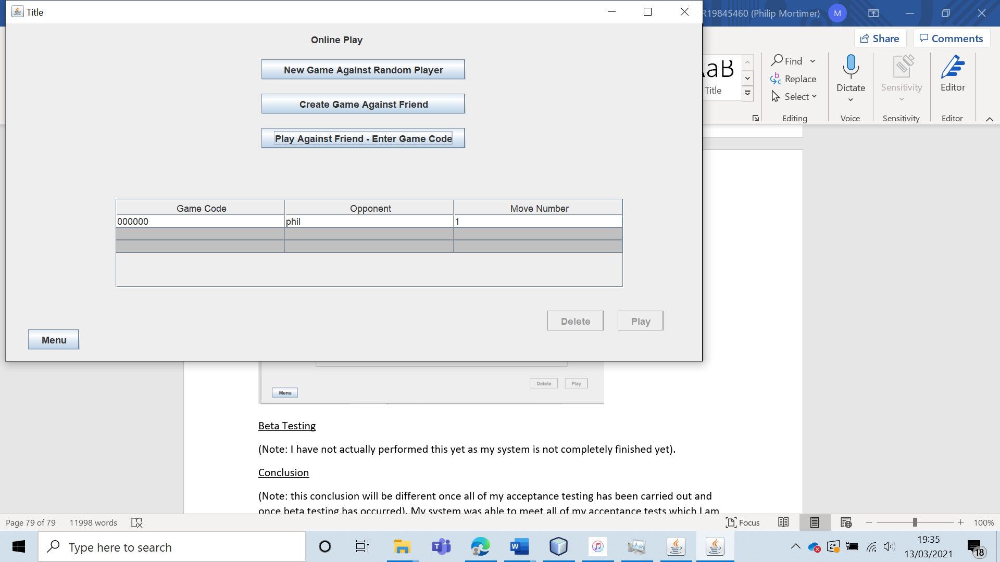 Title
R19845460 (Philip Mortimer)
M
Online Play
New Game Against Random Player
Create Game Against Friend
Play Against Friend - Enter Game Code
Game Code Opponent Move Number
000000 phil 1
Delete Play
Menu
Share Comments
AaB
Title
Find
Replace
Select
Editing
Dictate
Voice
Sensitivity
Sensitivity
Editor
Editor
Delete Play
Menu
Beta Testing
(Note: I have not actually performed this yet as my system is not completely finished yet).
Conclusion
(Note: this conclusion will be different once all of my acceptance testing has been carried out and
once beta testing has occurred). My system was able to meet all of my acceptance tests which I am
Page 79 of 79 11998 words Focus 100%
Type here to search
19:35
13/03/2021
18